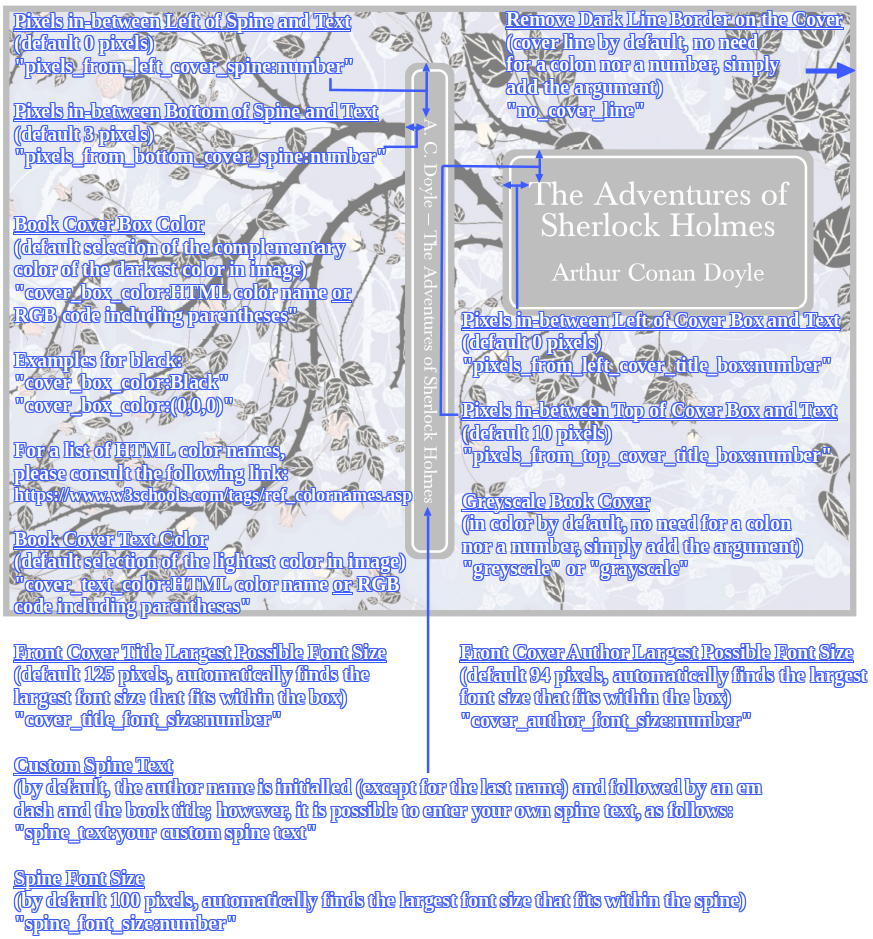 Pixels in-between Left of Spine and Text
(default 0 pixels)
"pixels_from_left_cover_spine:number"
Pixels in-between Bottom of Spine and Text
(default 3 pixels)
"pixels_from_bottom_cover_spine:number"
Book Cover Box Color
(default selection of the complementary
color of the darkest color in image)
"cover_box_color:HTML color name or
RGB code including parentheses"
Examples for black:
"cover_box_color:Black"
"cover_box_color:(0,0,0)"
For a list of HTML color names,
please consult the following link:
https://www.w3schools.com/tags/ref_colornames.asp
Book Cover Text Color
(default selection of the lightest color in image)
"cover_text_color:HTML color name or RGB
code including parentheses"
A. C. Doyle — The Adventures of Sherlock Holmes
Remove Dark Line Border on the Cover
(cover line by default, no need
for a colon nor a number, simply
add the argument)
"no_cover_line"
The Adventures of
Sherlock Holmes
Arthur Conan Doyle
Pixels in-between Left of Cover Box and Text
(default 0 pixels)
"pixels_from_left_cover_title_box:number"
Pixels in-between Top of Cover Box and Text
(default 10 pixels)
"pixels_from_top_cover_title_box:number"
Greyscale Book Cover
(in color by default, no need for a colon
nor a number, simply add the argument)
"greyscale" or "grayscale"
Front Cover Title Largest Possible Font Size
(default 125 pixels, automatically finds the
largest font size that fits within the box)
"cover_title_font_size:number"
Front Cover Author Largest Possible Font Size
(default 94 pixels, automatically finds the largest
font size that fits within the box)
"cover_author_font_size:number"
Custom Spine Text
(by default, the author name is initialled (except for the last name) and followed by an em
dash and the book title; however, it is possible to enter your own spine text, as follows:
"spine_text:your custom spine text"
Spine Font Size
(by default 100 pixels, automatically finds the largest font size that fits within the spine)
"spine_font_size:number"